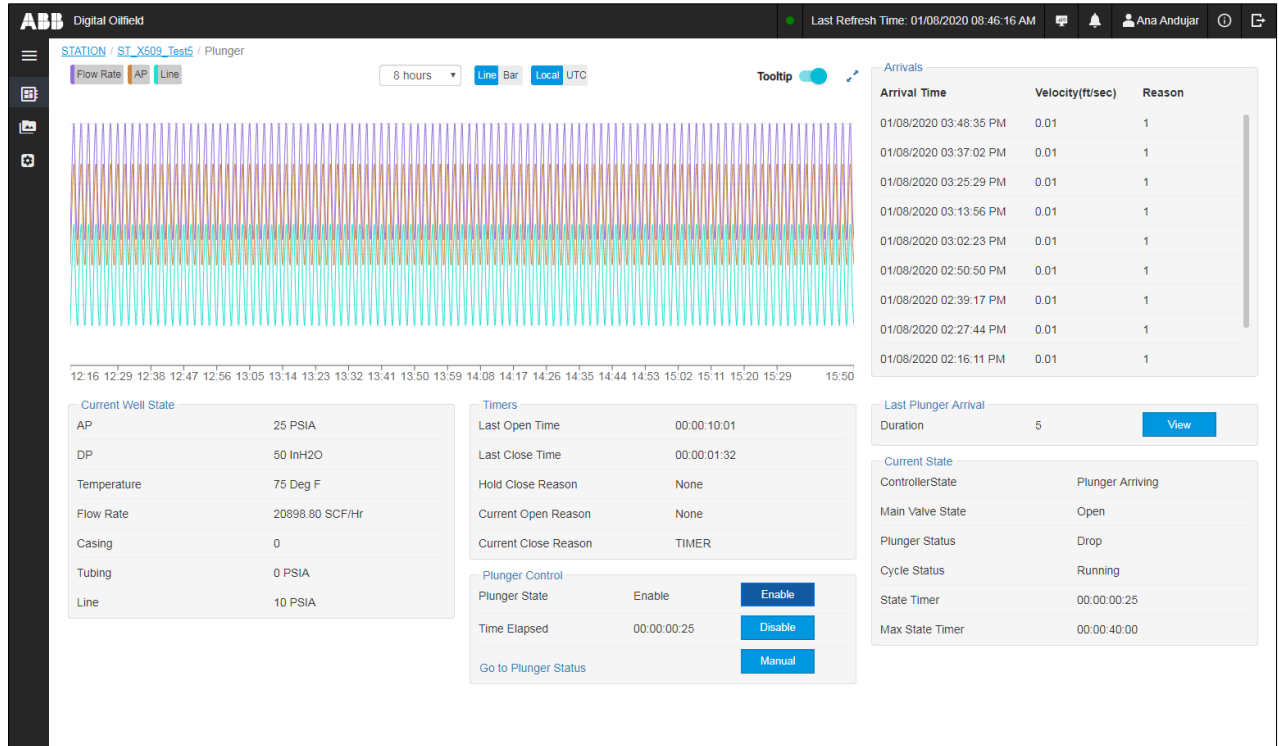 ABB Digital Oilfield
Last Refresh Time: 01/08/2020 08:46:16 AM
Ana Andujar
STATION / ST_X509_Test5 / Plunger
Flow Rate AP Line
8 hours
Line Bar
Local UTC
Tooltip
12:16 12:29 12:38 12:47 12:56 13:05 13:14 13:23 13:32 13:41 13:50 13:59 14:08 14:17 14:26 14:35 14:44 14:53 15:02 15:11 15:20 15:29 15:50
Arrivals
Arrival Time Velocity(ft/sec) Reason
01/08/2020 03:48:35 PM 0.01 1
01/08/2020 03:37:02 PM 0.01 1
01/08/2020 03:25:29 PM 0.01 1
01/08/2020 03:13:56 PM 0.01 1
01/08/2020 03:02:23 PM 0.01 1
01/08/2020 02:50:50 PM 0.01 1
01/08/2020 02:39:17 PM 0.01 1
01/08/2020 02:27:44 PM 0.01 1
01/08/2020 02:16:11 PM 0.01 1
Current Well State
AP 25 PSIA
DP 50 InH2O
Temperature 75 Deg F
Flow Rate 20898.80 SCF/Hr
Casing 0
Tubing 0 PSIA
Line 10 PSIA
Timers
Last Open Time 00:00:10:01
Last Close Time 00:00:01:32
Hold Close Reason None
Current Open Reason None
Current Close Reason TIMER
Plunger Control
Plunger State Enable Enable
Time Elapsed 00:00:00:25 Disable
Go to Plunger Status Manual
Last Plunger Arrival
Duration 5 View
Current State
ControllerState Plunger Arriving
Main Valve State Open
Plunger Status Drop
Cycle Status Running
State Timer 00:00:00:25
Max State Timer 00:00:40:00